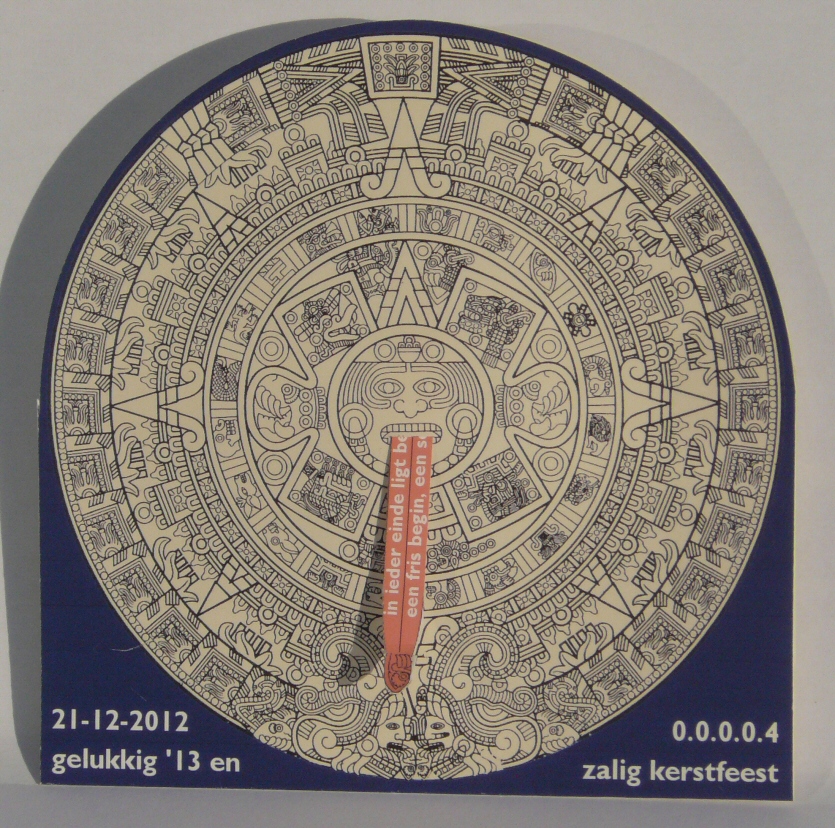 in ieder einde ligt
een fris begin, een
21-12-2012
gelukkig '13 en
0.0.0.0.4
zalig kerstfeest